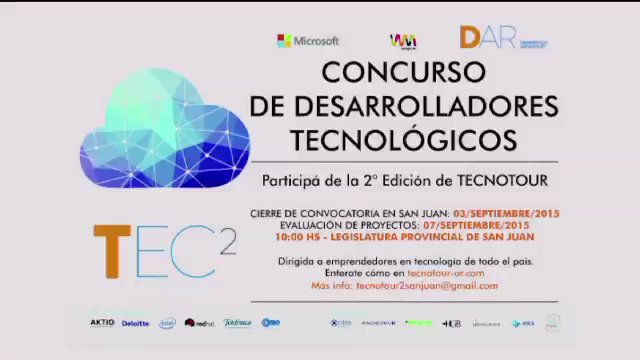 Microsoft
DAR
CONCURSO
DE DESARROLLADORES
TECNOLÓGICOS
Participá de la 2° Edición de TECNOTOUR
TEC2
CIERRE DE CONVOCATORIA EN SAN JUAN: 03/SEPTIEMBRE/2015
EVALUACIÓN DE PROYECTOS: 07/SEPTIEMBRE/2015
10:00 HS - LEGISLATURA PROVINCIAL DE SAN JUAN
Dirigida a emprendedores en tecnología de todo el país.
Enterate cómo en tecnotour-ar.com
Más info: tecnotour2sanjuan@gmail.com
AKTIO Deloitte. intel redhat Telefónica